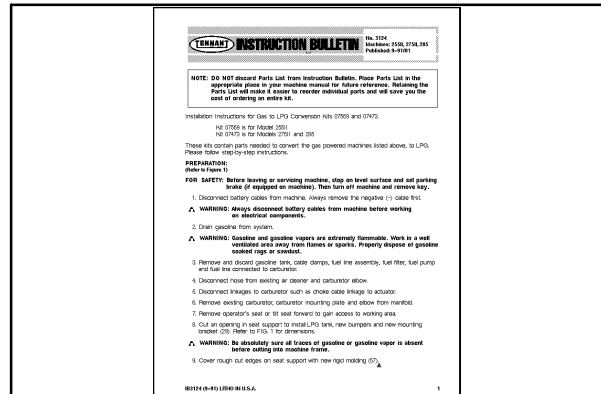 TENNANT INSTRUCTION BULLETIN
No. 3124
Machines: 255II, 275II, 285
Published: 9-91/01
NOTE: DO NOT discard Parts List from Instruction Bulletin. Place Parts List in the
appropriate place in your machine manual for future reference. Retaining the
Parts List will make it easier to reorder individual parts and will save you the
cost of ordering an entire kit.
Installation Instructions for Gas to LPG Conversion Kits 07569 and 07473.
Kit 07569 is for Model 255II
Kit 07473 is for Models 275II and 285
These kits contain parts needed to convert the gas powered machines listed above, to LPG.
Please follow step-by-step instructions.
PREPARATION:
(Refer to Figure 1)
FOR SAFETY: Before leaving or servicing machine, stop on level surface and set parking
brake (if equipped on machine). Then turn off machine and remove key.
1. Disconnect battery cables from machine. Always remove the negative (-) cable first.
WARNING: Always disconnect battery cables from machine before working
on electrical components.
2. Drain gasoline from system.
WARNING: Gasoline and gasoline vapors are extremely flammable. Work in a well
ventilated area away from flames or sparks. Properly dispose of gasoline
soaked rags or sawdust.
3. Remove and discard gasoline tank, cable clamps, fuel line assembly, fuel filter, fuel pump
and fuel line connected to carburetor.
4. Disconnect hose from existing air cleaner and carburetor elbow.
5. Disconnect linkages to carburetor such as choke cable linkage to actuator.
6. Remove existing carburetor, carburetor mounting plate and elbow from manifold.
7. Remove operator's seat or tilt seat forward to gain access to working area.
8. Cut an opening in seat support to install LPG tank, new bumpers and new mounting
bracket (29). Refer to FIG. 1 for dimensions.
WARNING: Be absolutely sure all traces of gasoline or gasoline vapor is absent
before cutting into machine frame.
9. Cover rough cut edges on seat support with new rigid molding (57).
IB3124 (9-91) LITHO IN U.S.A.
1